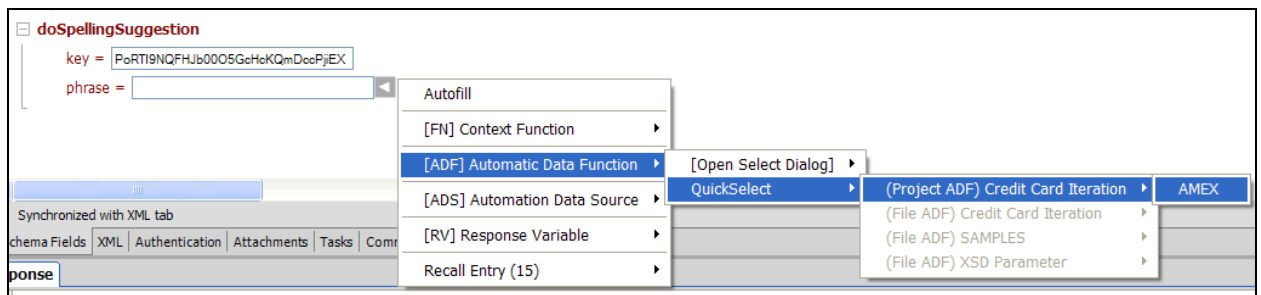 doSpellingSuggestion
key = PoRTI9NQFHJb00O5GcHcKQmDccPjiEX
phrase =
Autofill
[FN] Context Function
[ADF] Automatic Data Function
[Open Select Dialog]
QuickSelect
(Project ADF) Credit Card Iteration
AMEX
(File ADF) Credit Card Iteration
(File ADF) SAMPLES
(File ADF) XSD Parameter
[ADS] Automation Data Source
[RV] Response Variable
Recall Entry (15)
Synchronized with XML tab
chema Fields XML Authentication Attachments Tasks Comm
ponse